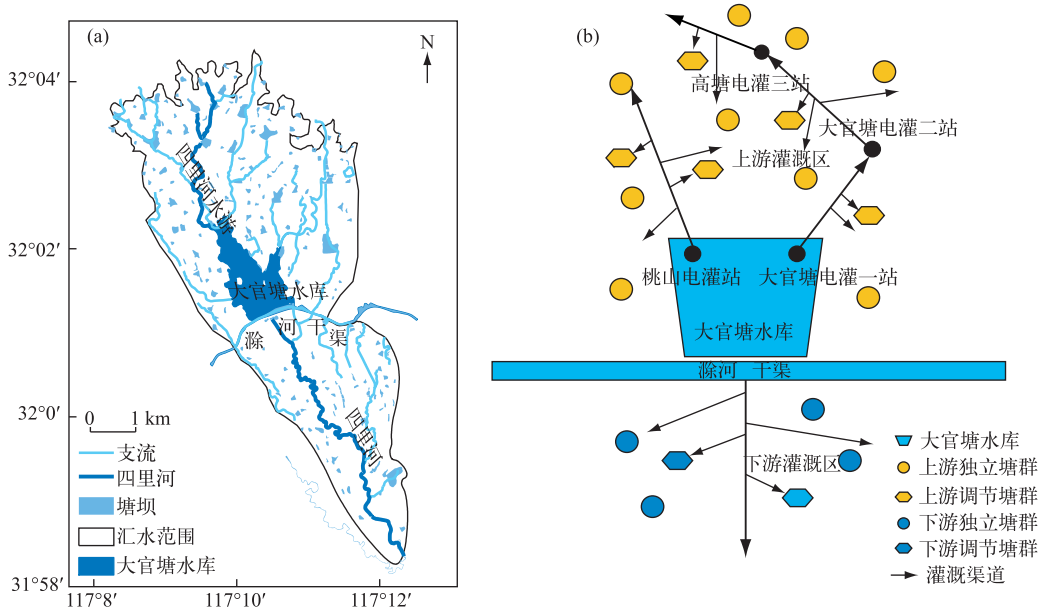 (a)
N
32°04′
32°02′
32°0′
31°58′
117°8′
117°10′
117°12′
四里河水游
大官塘水库
滁河干渠
四里河
0 1 km
支流
四里河
塘坝
汇水范围
大官塘水库
(b)
高塘电灌三站
大官塘电灌二站
上游灌溉区
桃山电灌站
大官塘电灌一站
大官塘水库
滁河 干渠
下游灌溉区
大官塘水库
上游独立塘群
上游调节塘群
下游独立塘群
下游调节塘群
灌溉渠道